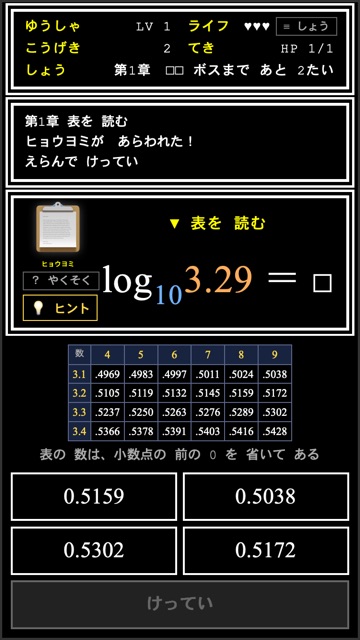 ゆうしゃ LV 1 ライフ ♥♥♥ ≡ しょう
こうげき 2 てき HP 1/1
しょう 第1章 □□ ボスまで あと 2たい
第1章 表を 読む
ヒョウヨミが あらわれた！
えらんで けってい
▼ 表を 読む
ヒョウヨミ
? やくそく
ヒント
log₁₀3.29 = □
数 4 5 6 7 8 9
3.1 .4969 .4983 .4997 .5011 .5024 .5038
3.2 .5105 .5119 .5132 .5145 .5159 .5172
3.3 .5237 .5250 .5263 .5276 .5289 .5302
3.4 .5366 .5378 .5391 .5403 .5416 .5428
表の 数は、小数点の 前の 0 を 省いて ある
0.5159 0.5038
0.5302 0.5172
けってい